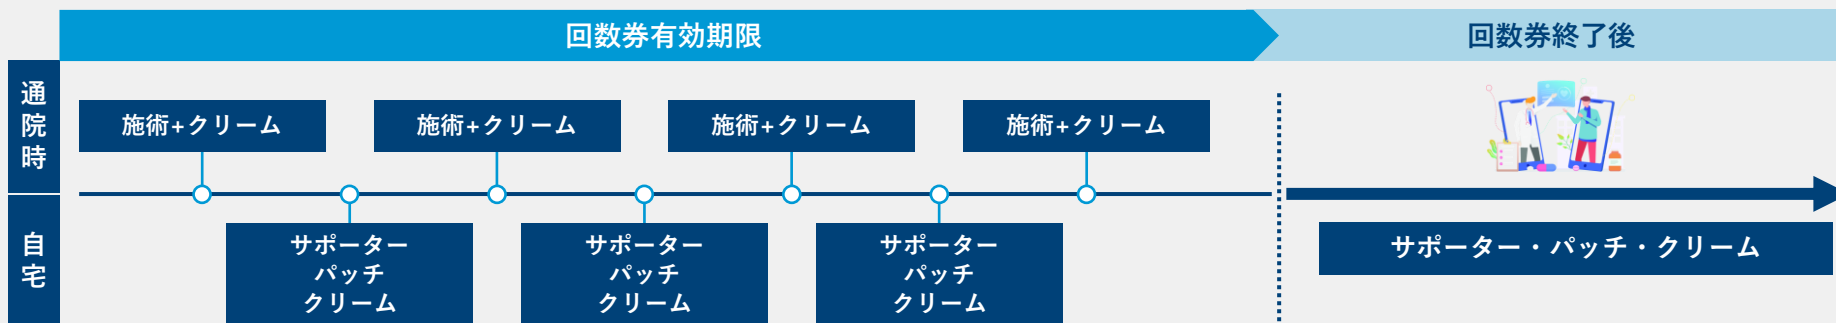 回数券有効期限
回数券終了後
通院時
施術+クリーム
施術+クリーム
施術+クリーム
施術+クリーム
自宅
サポーター
パッチ
クリーム
サポーター
パッチ
クリーム
サポーター
パッチ
クリーム
サポーター・パッチ・クリーム